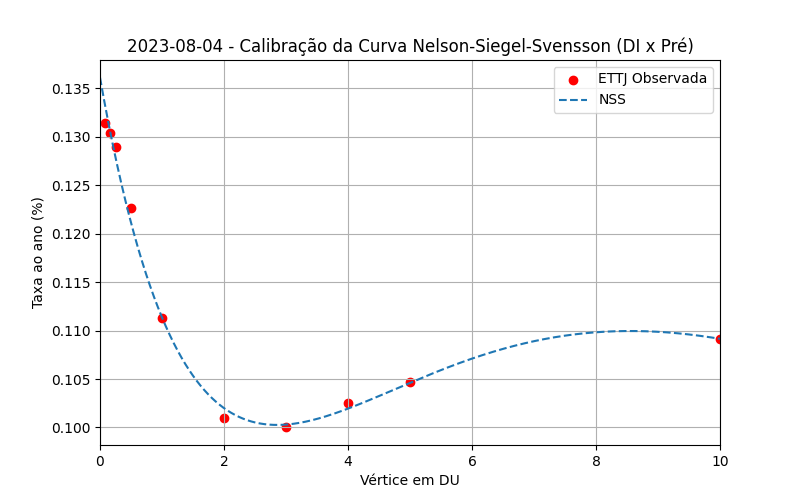 2023-08-04 - Calibração da Curva Nelson-Siegel-Svensson (DI x Pré)
ETTJ Observada
NSS
Taxa ao ano (%)
0.135
0.130
0.125
0.120
0.115
0.110
0.105
0.100
0 2 4 6 8 10
Vértice em DU